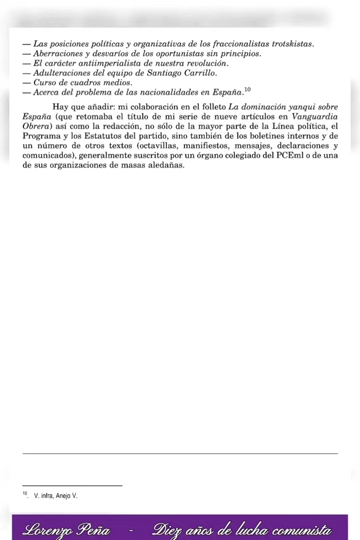 — Las posiciones políticas y organizativas de los fraccionalistas trotskistas.
— Aberraciones y desvaríos de los oportunistas sin principios.
— El carácter antiimperialista de nuestra revolución.
— Adulteraciones del equipo de Santiago Carrillo.
— Curso de cuadros medios.
— Acerca del problema de las nacionalidades en España.¹⁰
Hay que añadir: mi colaboración en el folleto La dominación yanqui sobre
España (que retomaba el título de mi serie de nueve artículos en Vanguardia
Obrera) así como la redacción, no sólo de la mayor parte de la Línea política, el
Programa y los Estatutos del partido, sino también de los boletines internos y de
un número de otros textos (octavillas, manifiestos, mensajes, declaraciones y
comunicados), generalmente suscritos por un órgano colegiado del PCEml o de una
de sus organizaciones de masas aledañas.
¹⁰. V. infra, Anejo V.
Lorenzo Peña - Diez años de lucha comunista